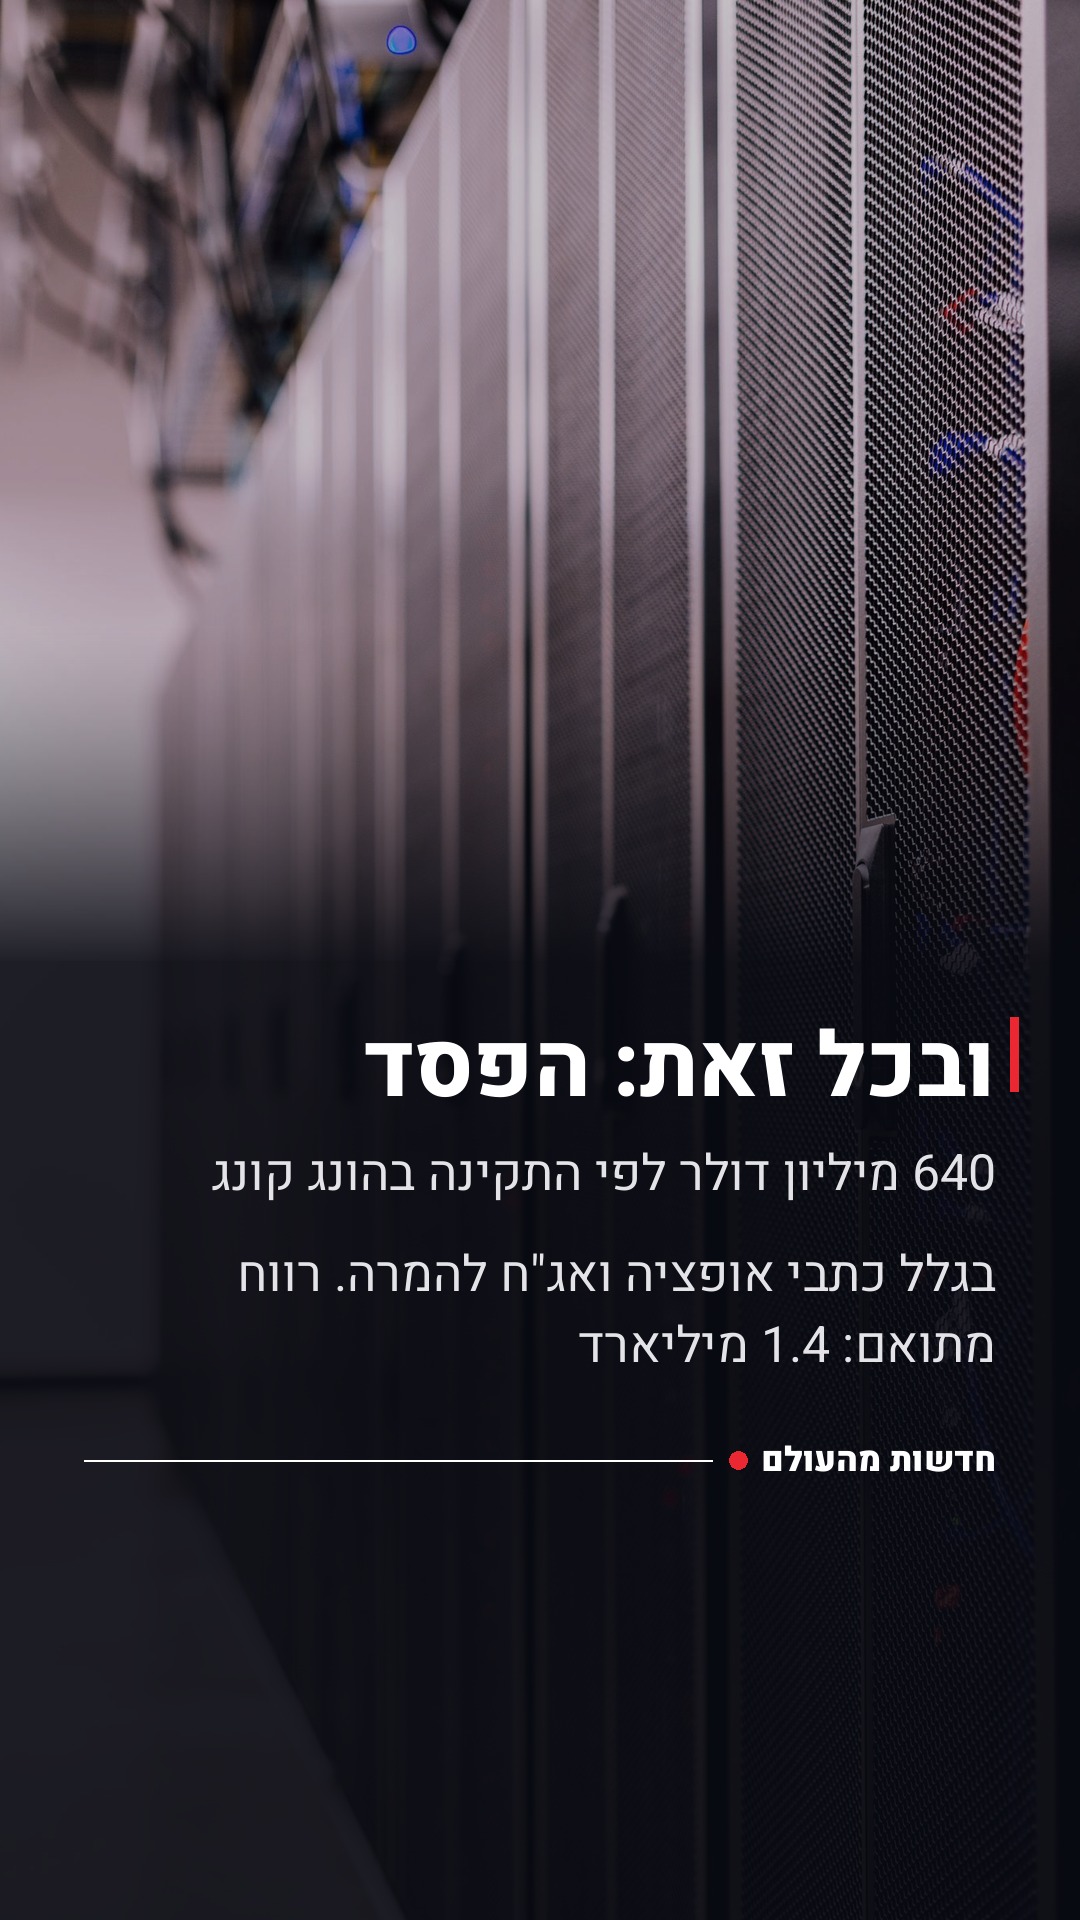 ובכל זאת: הפסד
640 מיליון דולר לפי התקינה בהונג קונג
בגלל כתבי אופציה ואג"ח להמרה. רווח
מתואם: 1.4 מיליארד
חדשות מהעולם